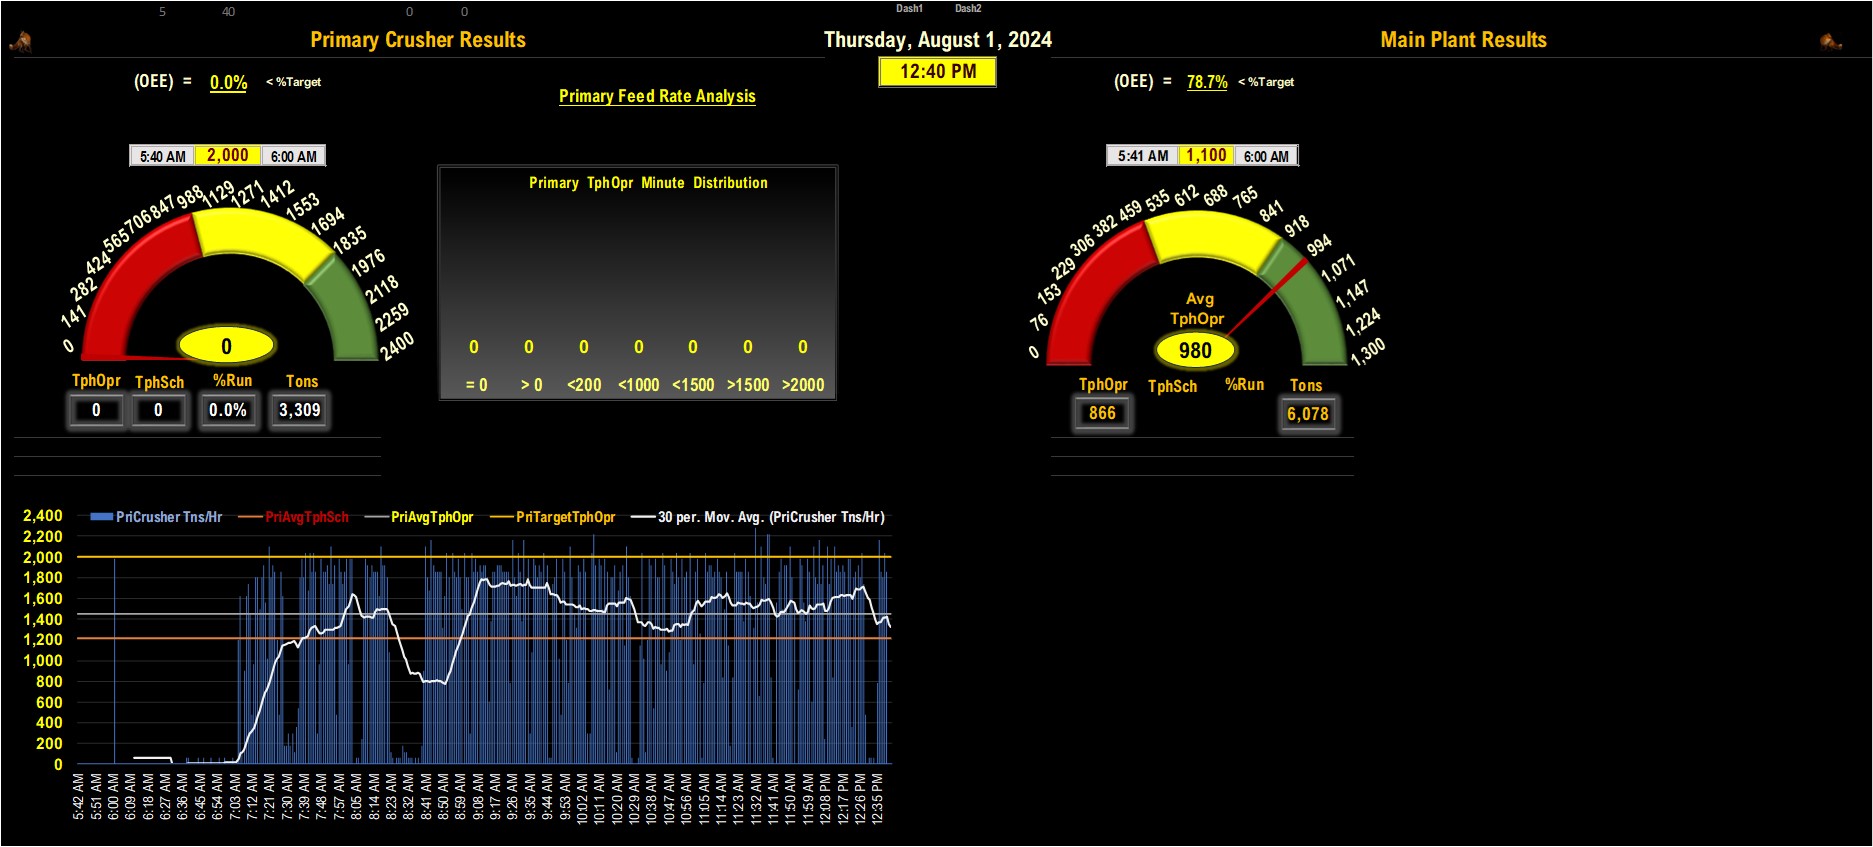 5 40 0 0 Dash1 Dash2
Primary Crusher Results Thursday, August 1, 2024 Main Plant Results
12:40 PM
(OEE) = 0.0% < %Target
Primary Feed Rate Analysis
(OEE) = 78.7% < %Target
5:40 AM 2,000 6:00 AM
0 141 282 424 565 706 847 988 1129 1271 1412 1553 1694 1835 1976 2118 2259 2400
0
TphOpr TphSch %Run Tons
0 0 0.0% 3,309
Primary TphOpr Minute Distribution
0 0 0 0 0 0 0
= 0 > 0 <200 <1000 <1500 >1500 >2000
5:41 AM 1,100 6:00 AM
0 76 153 229 306 382 459 535 612 688 765 841 918 994 1,071 1,147 1,224 1,300
Avg
TphOpr
980
TphOpr TphSch %Run Tons
866 6,078
PriCrusher Tns/Hr PriAvgTphSch PriAvgTphOpr PriTargetTphOpr 30 per. Mov. Avg. (PriCrusher Tns/Hr)
2,400
2,200
2,000
1,800
1,600
1,400
1,200
1,000
800
600
400
200
0
5:42 AM 5:51 AM 6:00 AM 6:09 AM 6:18 AM 6:27 AM 6:36 AM 6:45 AM 6:54 AM 7:03 AM 7:12 AM 7:21 AM 7:30 AM 7:39 AM 7:48 AM 7:57 AM 8:05 AM 8:14 AM 8:23 AM 8:32 AM 8:41 AM 8:50 AM 8:59 AM 9:08 AM 9:17 AM 9:26 AM 9:35 AM 9:44 AM 9:53 AM 10:02 AM 10:11 AM 10:20 AM 10:29 AM 10:38 AM 10:47 AM 10:56 AM 11:05 AM 11:14 AM 11:23 AM 11:32 AM 11:41 AM 11:50 AM 11:59 AM 12:08 PM 12:17 PM 12:26 PM 12:35 PM